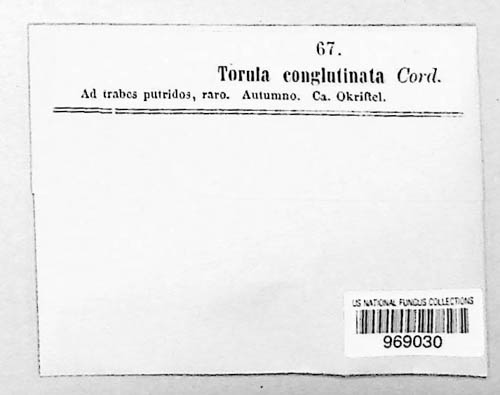 67.
Torula conglutinata Cord.
Ad trabes putridos, raro. Autumno. Ca. Okriftel.
US NATIONAL FUNGUS COLLECTIONS
969030